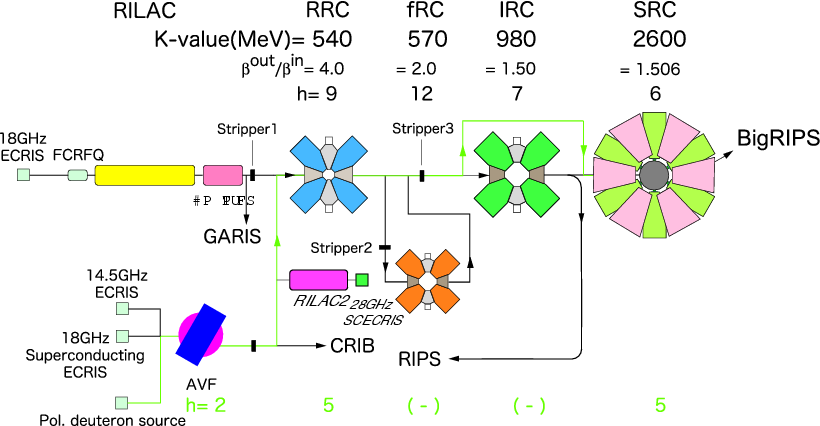 RILAC RRC fRC IRC SRC
K-value(MeV)= 540 570 980 2600
βout/βin = 4.0 = 2.0 = 1.50 = 1.506
h= 9 12 7 6
18GHz
ECRIS
FCRFQ
Stripper1
Stripper3
BigRIPS
GARIS
Stripper2
14.5GHz
ECRIS
RILAC2
28GHz
SCECRIS
18GHz
Superconducting
ECRIS
CRIB
RIPS
AVF
h= 2 5 (-) (-) 5
Pol. deuteron source